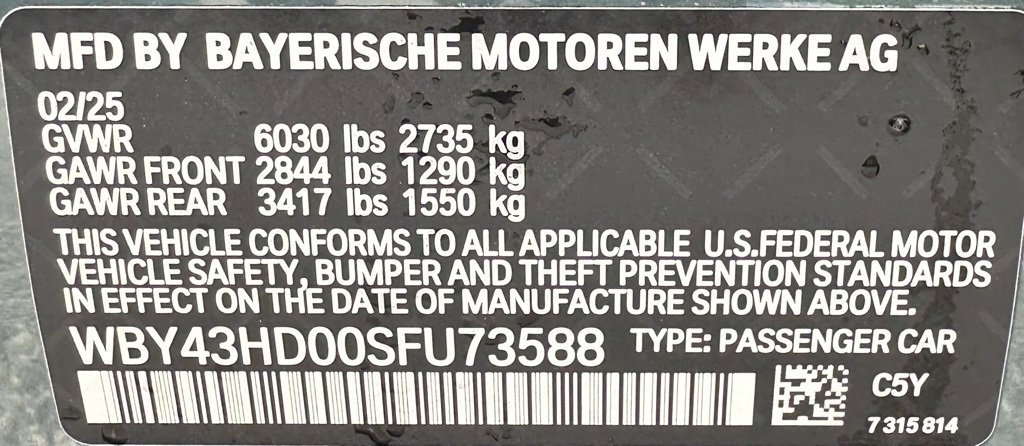 MFD BY BAYERISCHE MOTOREN WERKE AG
02/25
GVWR 6030 lbs 2735 kg
GAWR FRONT 2844 lbs 1290 kg
GAWR REAR 3417 lbs 1550 kg
THIS VEHICLE CONFORMS TO ALL APPLICABLE U.S.FEDERAL MOTOR
VEHICLE SAFETY, BUMPER AND THEFT PREVENTION STANDARDS
IN EFFECT ON THE DATE OF MANUFACTURE SHOWN ABOVE.
WBY43HD00SFU73588 TYPE: PASSENGER CAR
C5Y
7 315 814